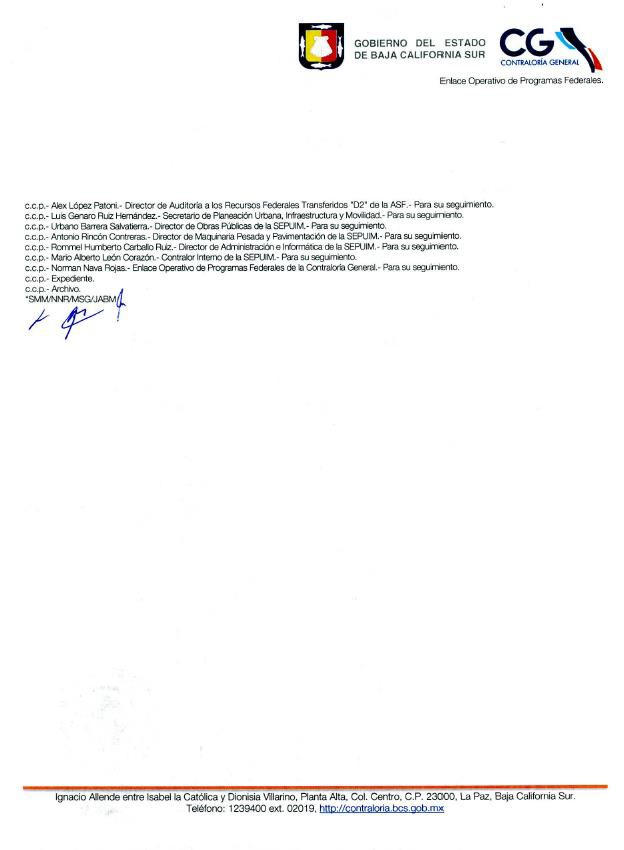 GOBIERNO DEL ESTADO
DE BAJA CALIFORNIA SUR
CG
CONTRALORÍA GENERAL
Enlace Operativo de Programas Federales.
c.c.p.- Alex López Patoni.- Director de Auditoría a los Recursos Federales Transferidos "D2" de la ASF.- Para su seguimiento.
c.c.p.- Luis Genaro Ruiz Hernández.- Secretario de Planeación Urbana, Infraestructura y Movilidad.- Para su seguimiento.
c.c.p.- Urbano Barrera Salvatierra.- Director de Obras Públicas de la SEPUIM.- Para su seguimiento.
c.c.p.- Antonio Rincón Contreras.- Director de Maquinaria Pesada y Pavimentación de la SEPUIM.- Para su seguimiento.
c.c.p.- Rommel Humberto Carballo Ruiz.- Director de Administración e Informática de la SEPUIM.- Para su seguimiento.
c.c.p.- Mario Alberto León Corazón.- Contralor Interno de la SEPUIM.- Para su seguimiento.
c.c.p.- Norman Nava Rojas.- Enlace Operativo de Programas Federales de la Contraloría General.- Para su seguimiento.
c.c.p.- Expediente.
c.c.p.- Archivo.
*SMM/NNR/MSG/JABM
Ignacio Allende entre Isabel la Católica y Dionisia Villarino, Planta Alta, Col. Centro, C.P. 23000, La Paz, Baja California Sur.
Teléfono: 1239400 ext. 02019, http://contraloria.bcs.gob.mx